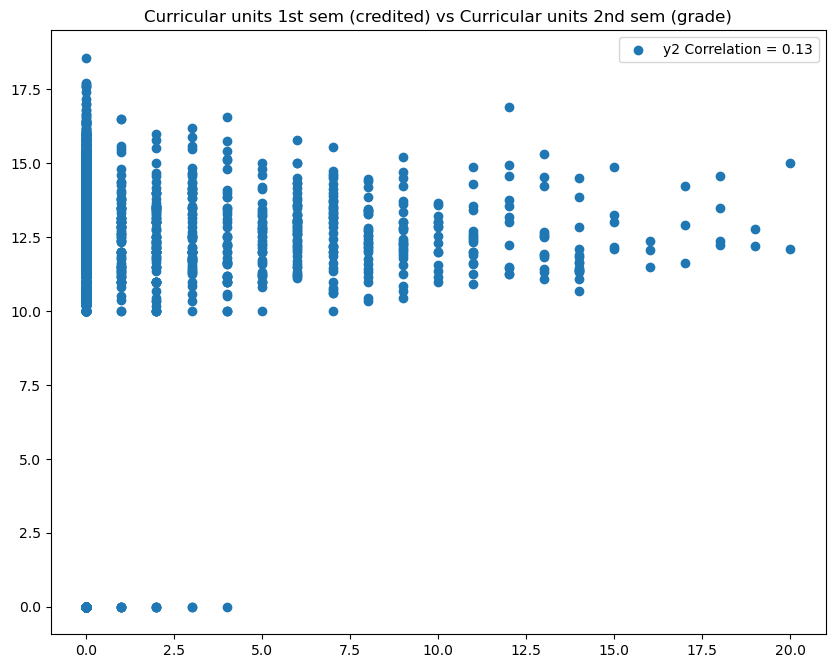 Curricular units 1st sem (credited) vs Curricular units 2nd sem (grade)
y2 Correlation = 0.13
17.5
15.0
12.5
10.0
7.5
5.0
2.5
0.0
0.0 2.5 5.0 7.5 10.0 12.5 15.0 17.5 20.0